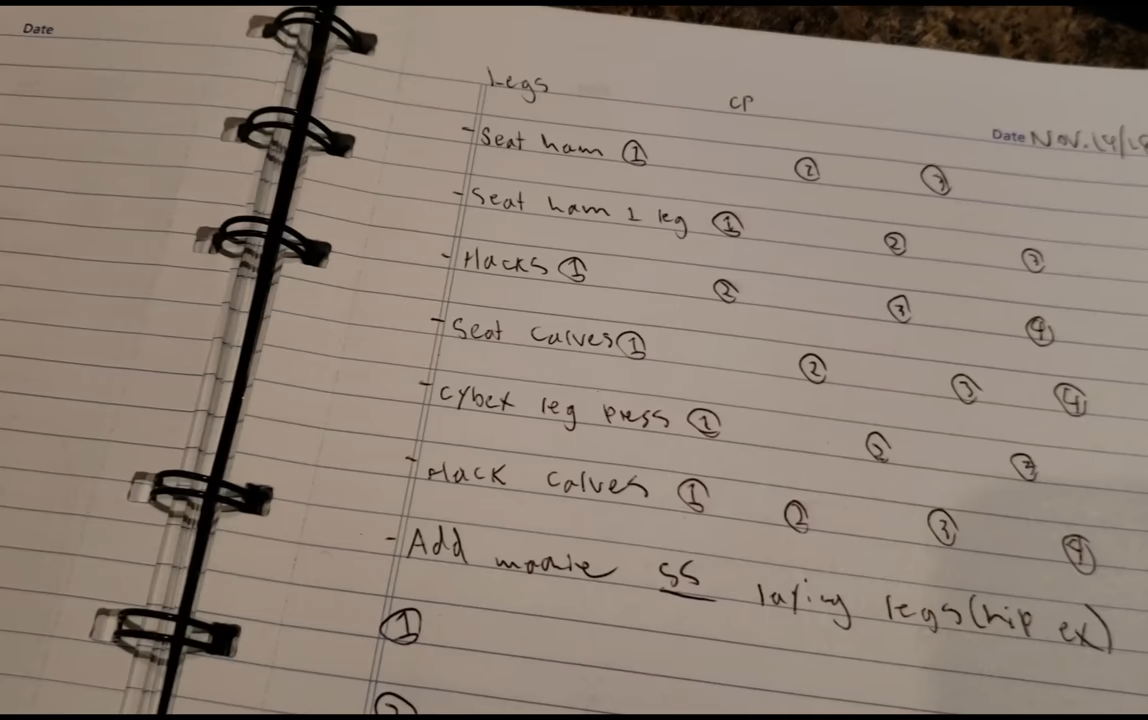 Date
Legs
CP
Date Nov. 14/
- Seat ham ① ② ③
- Seat ham 1 leg ① ② ③
- Hacks ① ② ③ ④
- Seat calves ① ② ③ ④
- Cybex leg press ① ② ③
- Hack calves ① ② ③ ④
- Add SS laying legs (hip ex)
①
②